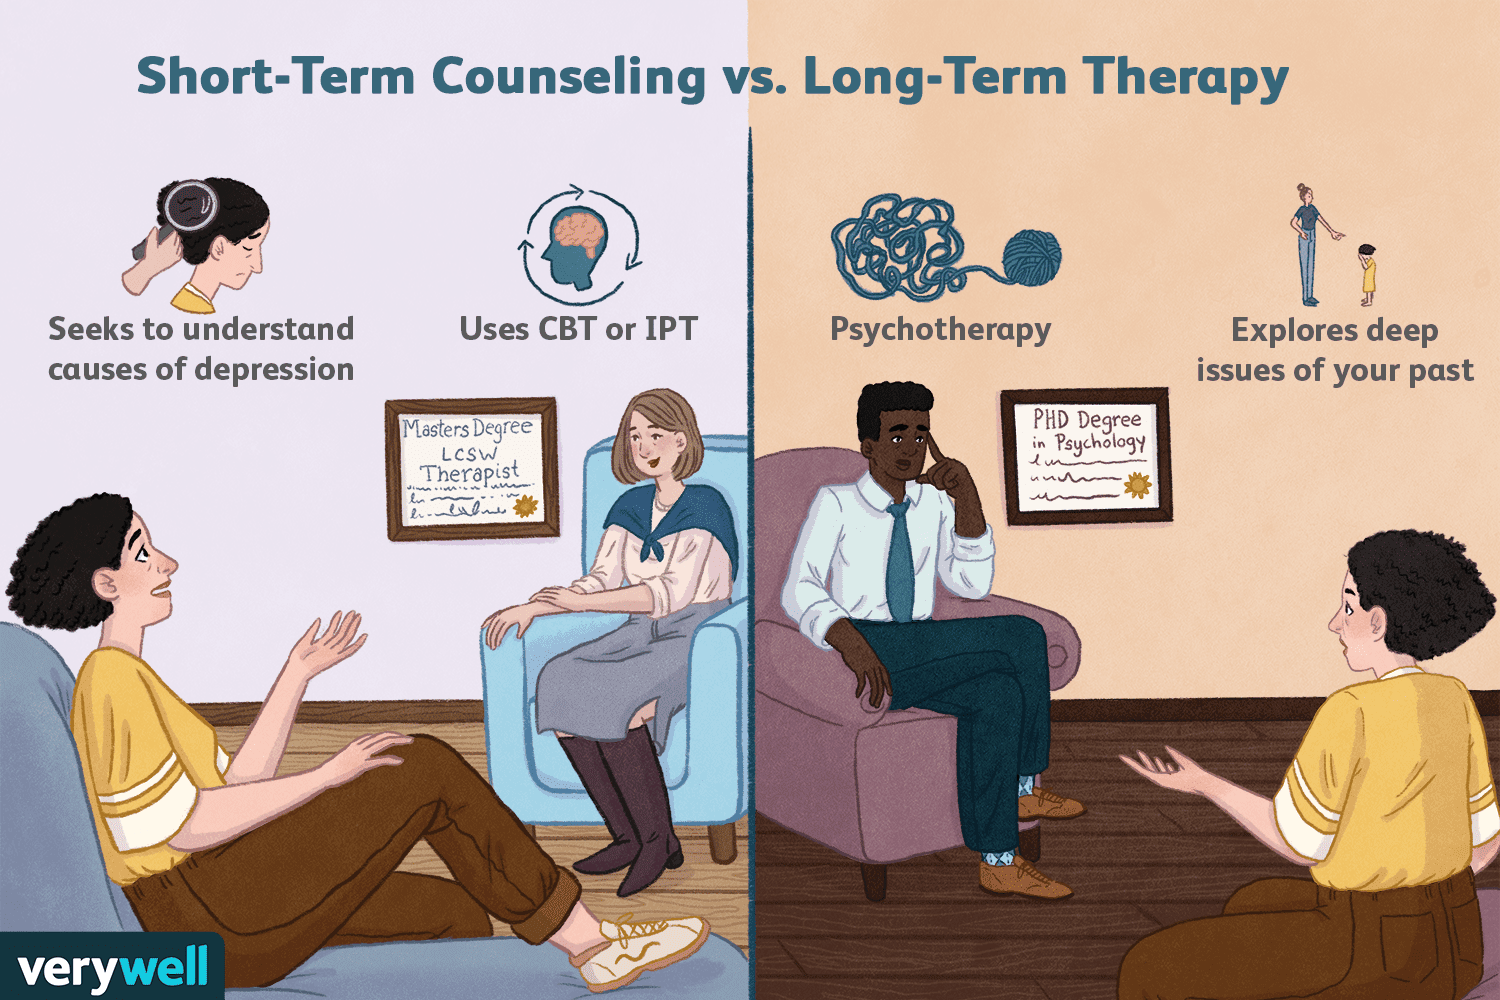 Short-Term Counseling vs. Long-Term Therapy
Seeks to understand
causes of depression
Uses CBT or IPT
Psychotherapy
Explores deep
issues of your past
Masters Degree
LCSW
Therapist
PHD Degree
in Psychology
verywell